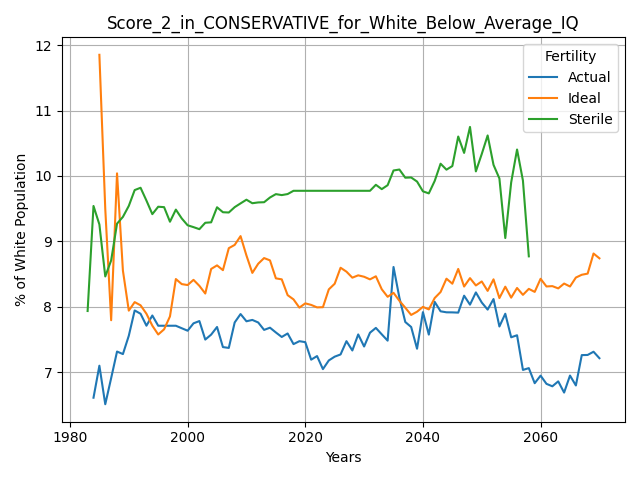 Score_2_in_CONSERVATIVE_for_White_Below_Average_IQ
Fertility
Actual
Ideal
Sterile
% of White Population
12
11
10
9
8
7
1980
2000
2020
2040
2060
Years